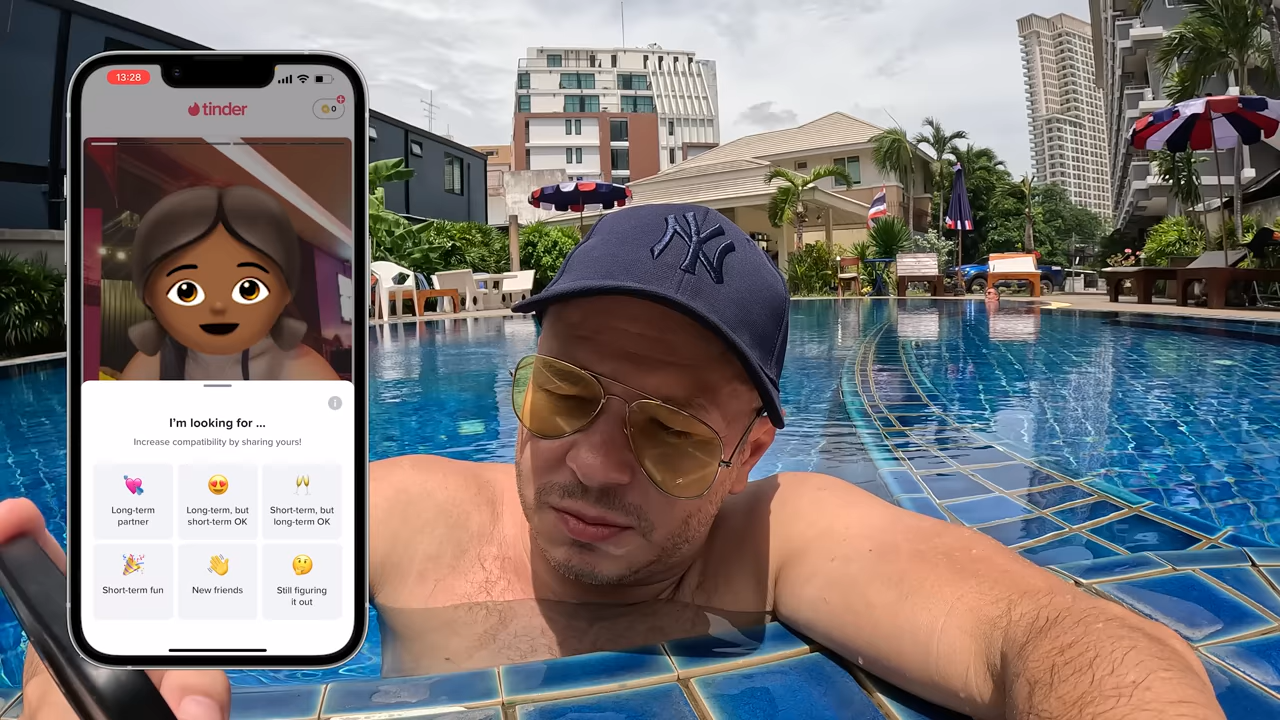 13:28
tinder
0
I'm looking for ...
Increase compatibility by sharing yours!
Long-term
partner
Long-term, but
short-term OK
Short-term, but
long-term OK
Short-term fun
New friends
Still figuring
it out
NY